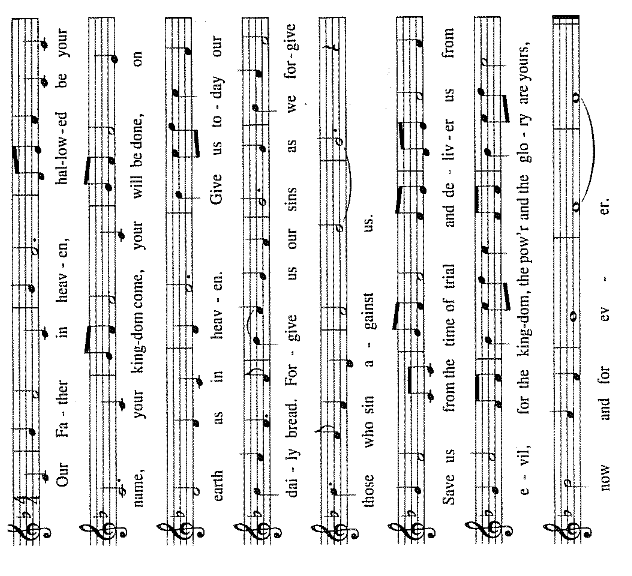 Our Fa - ther in heav - en, hal - low - ed be your
name, your king - dom come, your will be done, on
earth as in heav - en. Give us to - day our
dai - ly bread. For - give us our sins as we for - give
those who sin a - gainst us.
Save us from the time of trial and de - liv - er us from
e - vil, for the king - dom, the pow'r and the glo - ry are yours,
now and for ev - er.